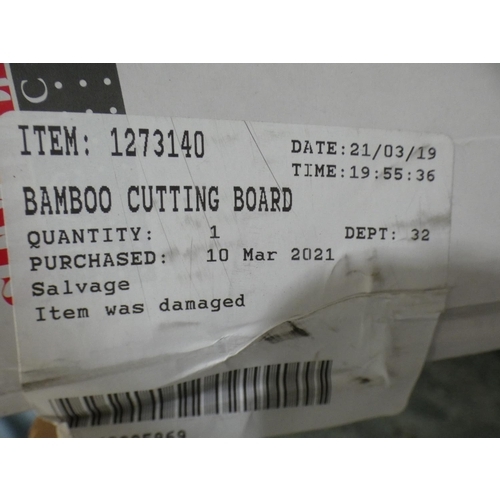 ITEM: 1273140
DATE:21/03/19
TIME:19:55:36
BAMBOO CUTTING BOARD
QUANTITY: 1 DEPT: 32
PURCHASED: 10 Mar 2021
Salvage
Item was damaged